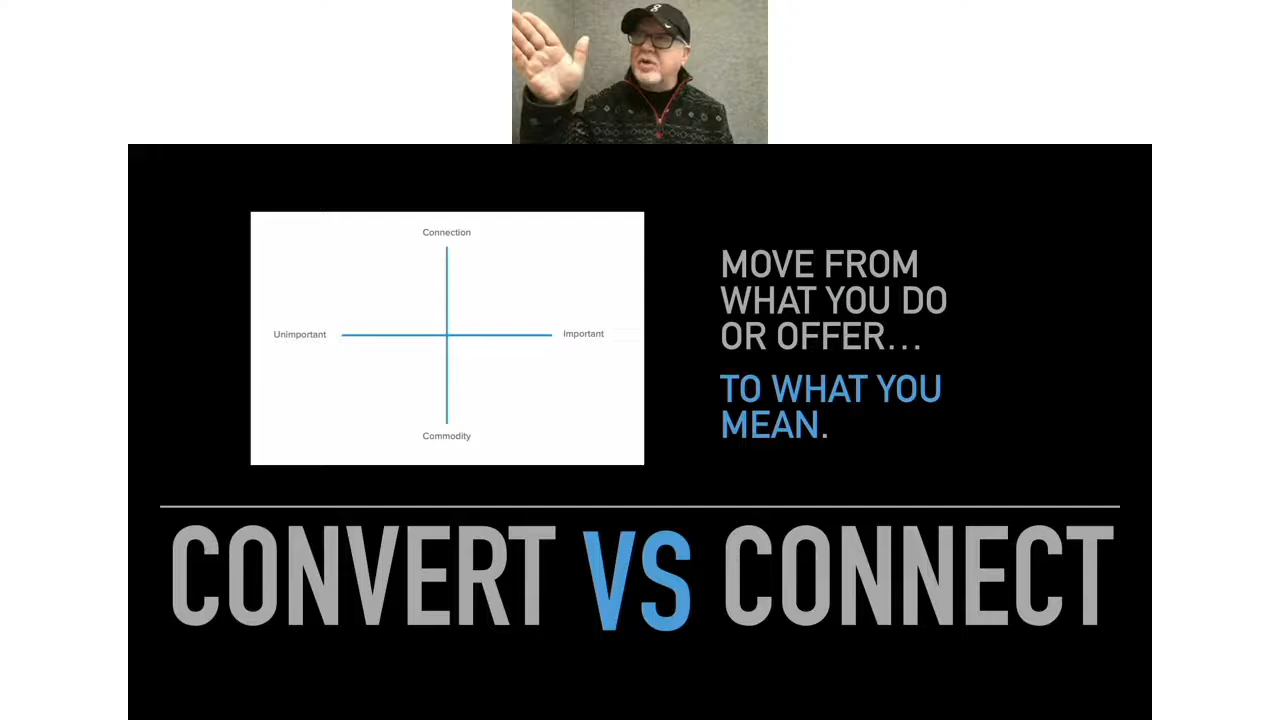 Connection
Unimportant
Important
Commodity
MOVE FROM
WHAT YOU DO
OR OFFER...
TO WHAT YOU
MEAN.
CONVERT VS CONNECT